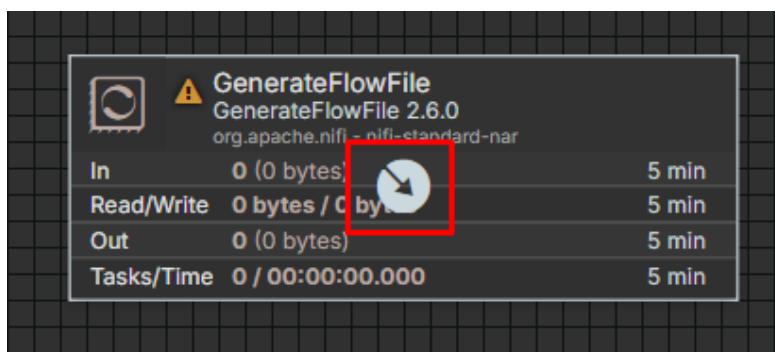 GenerateFlowFile
GenerateFlowFile 2.6.0
org.apache.nifi - nifi-standard-nar
In 0 (0 bytes) 5 min
Read/Write 0 bytes / 0 by 5 min
Out 0 (0 bytes) 5 min
Tasks/Time 0 / 00:00:00.000 5 min